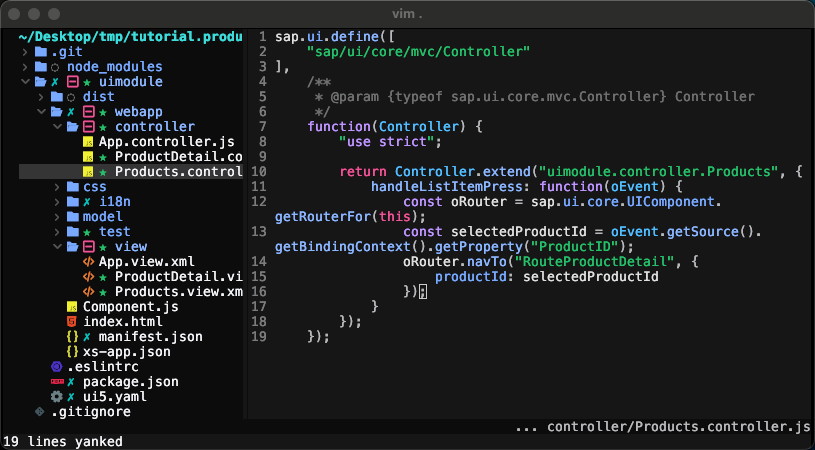 vim .
~/Desktop/tmp/tutorial.produ
.git
node_modules
uimodule
dist
webapp
controller
App.controller.js
ProductDetail.co
Products.control
css
i18n
model
test
view
App.view.xml
ProductDetail.vi
Products.view.xm
Component.js
index.html
manifest.json
xs-app.json
.eslintrc
package.json
ui5.yaml
.gitignore
1 sap.ui.define([
2 "sap/ui/core/mvc/Controller"
3 ],
4 /**
5 * @param {typeof sap.ui.core.mvc.Controller} Controller
6 */
7 function(Controller) {
8 "use strict";
9
10 return Controller.extend("uimodule.controller.Products", {
11 handleListItemPress: function(oEvent) {
12 const oRouter = sap.ui.core.UIComponent.
getRouterFor(this);
13 const selectedProductId = oEvent.getSource().
getBindingContext().getProperty("ProductID");
14 oRouter.navTo("RouteProductDetail", {
15 productId: selectedProductId
16 });
17 }
18 });
19 });
... controller/Products.controller.js
19 lines yanked